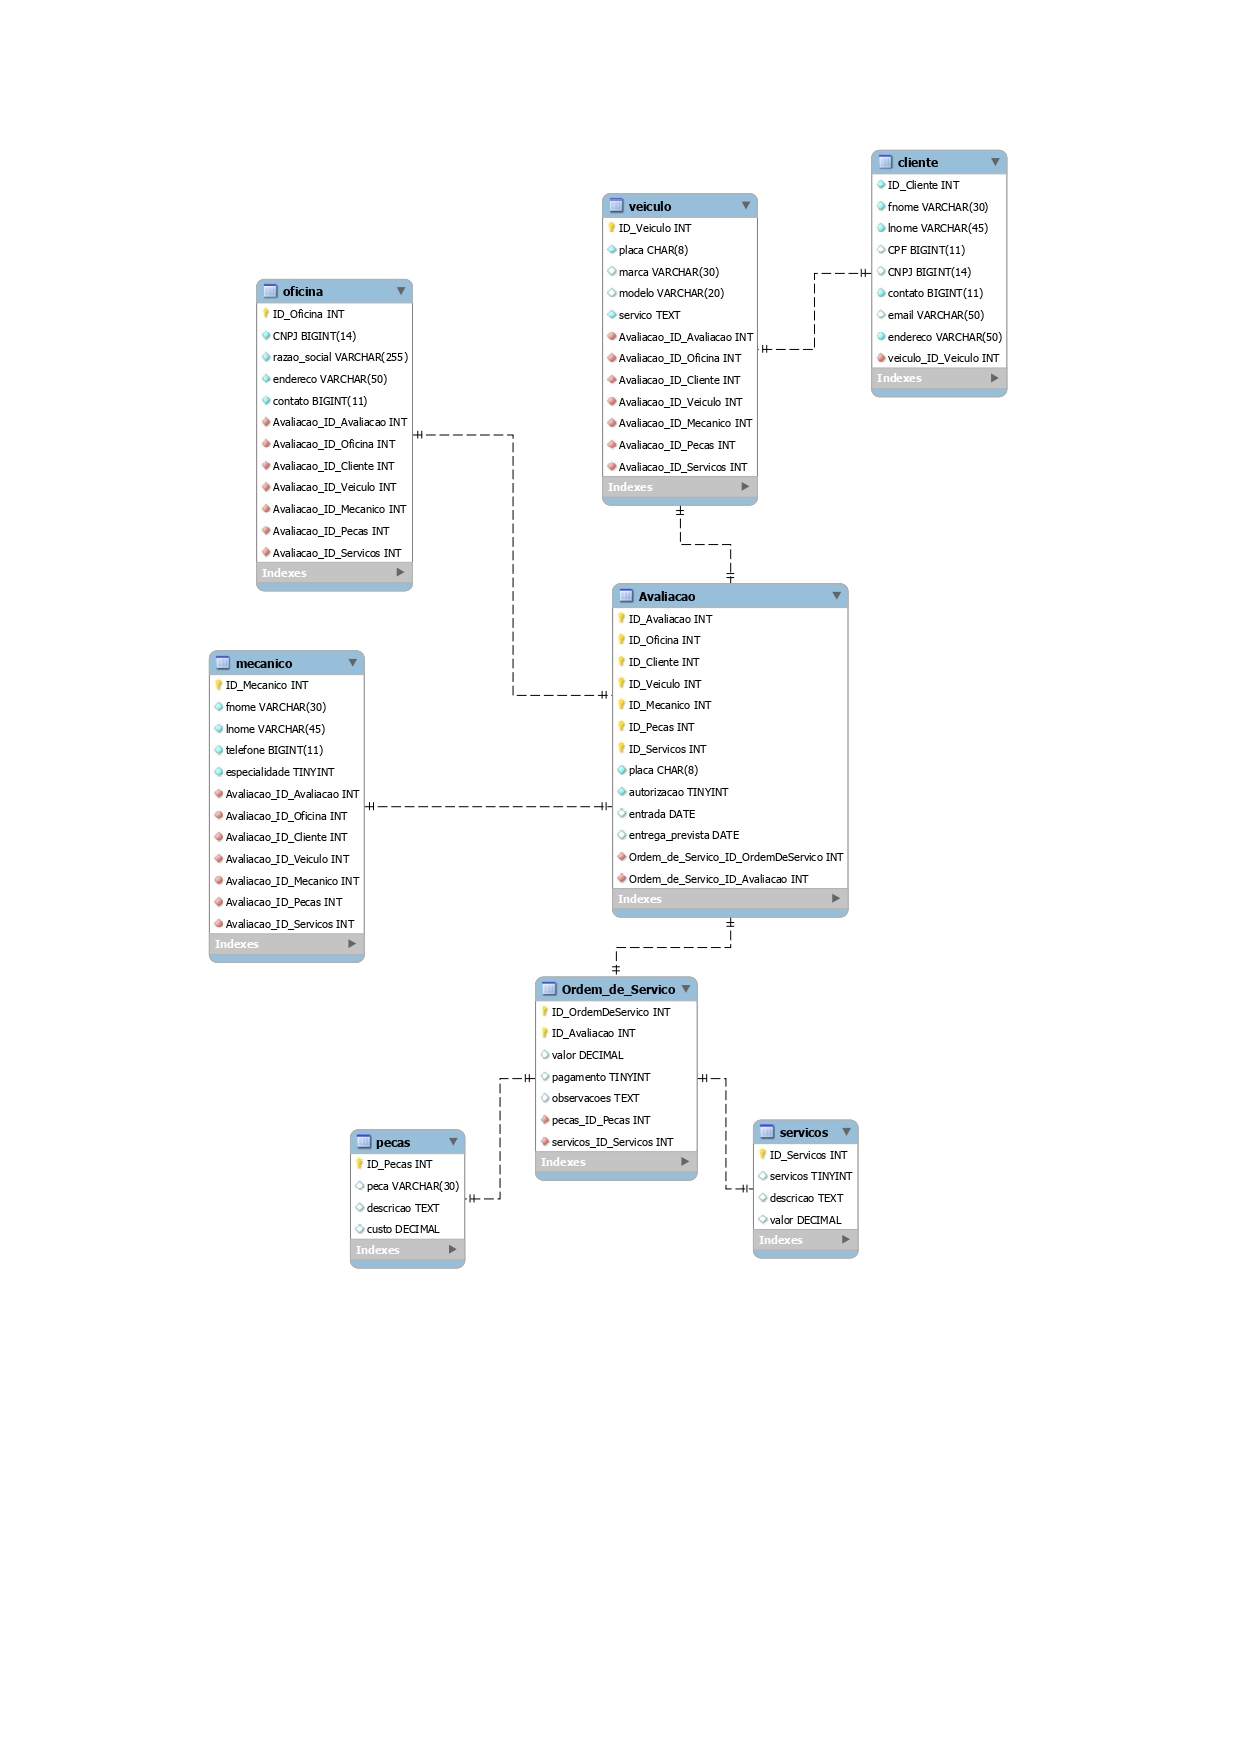 cliente
ID_Cliente INT
fnome VARCHAR(30)
lnome VARCHAR(45)
CPF BIGINT(11)
CNPJ BIGINT(14)
contato BIGINT(11)
email VARCHAR(50)
endereco VARCHAR(50)
veiculo_ID_Veiculo INT
Indexes
veiculo
ID_Veiculo INT
placa CHAR(8)
marca VARCHAR(30)
modelo VARCHAR(20)
servico TEXT
Avaliacao_ID_Avaliacao INT
Avaliacao_ID_Oficina INT
Avaliacao_ID_Cliente INT
Avaliacao_ID_Veiculo INT
Avaliacao_ID_Mecanico INT
Avaliacao_ID_Pecas INT
Avaliacao_ID_Servicos INT
Indexes
oficina
ID_Oficina INT
CNPJ BIGINT(14)
razao_social VARCHAR(255)
endereco VARCHAR(50)
contato BIGINT(11)
Avaliacao_ID_Avaliacao INT
Avaliacao_ID_Oficina INT
Avaliacao_ID_Cliente INT
Avaliacao_ID_Veiculo INT
Avaliacao_ID_Mecanico INT
Avaliacao_ID_Pecas INT
Avaliacao_ID_Servicos INT
Indexes
Avaliacao
ID_Avaliacao INT
ID_Oficina INT
ID_Cliente INT
ID_Veiculo INT
ID_Mecanico INT
ID_Pecas INT
ID_Servicos INT
placa CHAR(8)
autorizacao TINYINT
entrada DATE
entrega_prevista DATE
Ordem_de_Servico_ID_OrdemDeServico INT
Ordem_de_Servico_ID_Avaliacao INT
Indexes
mecanico
ID_Mecanico INT
fnome VARCHAR(30)
lnome VARCHAR(45)
telefone BIGINT(11)
especialidade TINYINT
Avaliacao_ID_Avaliacao INT
Avaliacao_ID_Oficina INT
Avaliacao_ID_Cliente INT
Avaliacao_ID_Veiculo INT
Avaliacao_ID_Mecanico INT
Avaliacao_ID_Pecas INT
Avaliacao_ID_Servicos INT
Indexes
Ordem_de_Servico
ID_OrdemDeServico INT
ID_Avaliacao INT
valor DECIMAL
pagamento TINYINT
observacoes TEXT
pecas_ID_Pecas INT
servicos_ID_Servicos INT
Indexes
pecas
ID_Pecas INT
peca VARCHAR(30)
descricao TEXT
custo DECIMAL
Indexes
servicos
ID_Servicos INT
servicos TINYINT
descricao TEXT
valor DECIMAL
Indexes